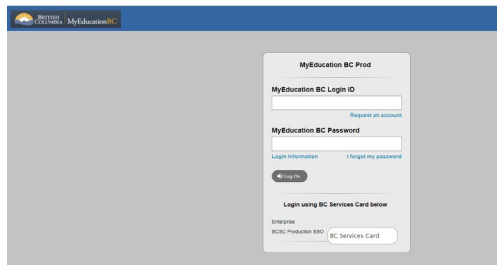 BRITISH
COLUMBIA
MyEducationBC
MyEducation BC Prod
MyEducation BC Login ID
Request an account
MyEducation BC Password
Login Information I forgot my password
Log On
Login using BC Services Card below
Enterprise
BCSC Production SSO BC Services Card